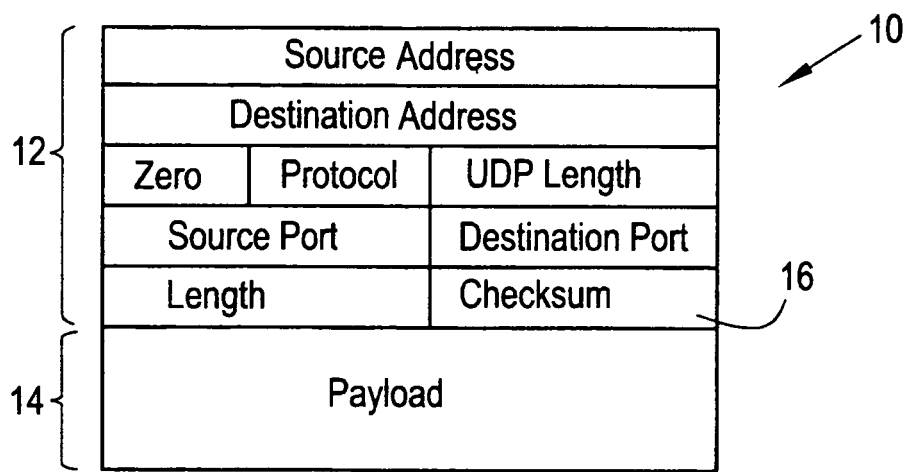 10
Source Address
Destination Address
12
Zero Protocol UDP Length
Source Port Destination Port
Length Checksum
16
14
Payload